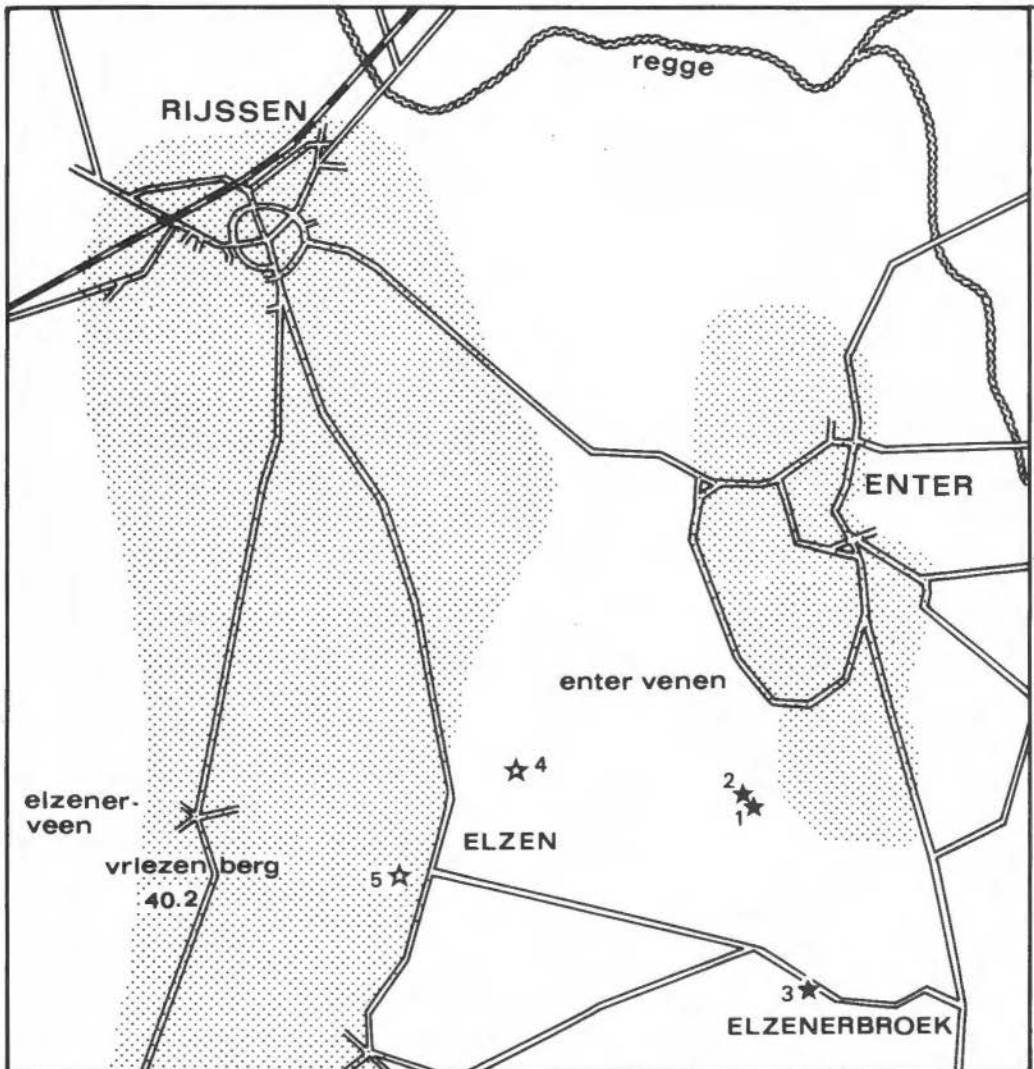 regge
RIJSSEN
ENTER
enter venen
4
2
1
elzener-
veen
ELZEN
vriezen berg
40.2
5
3
ELZENERBROEK